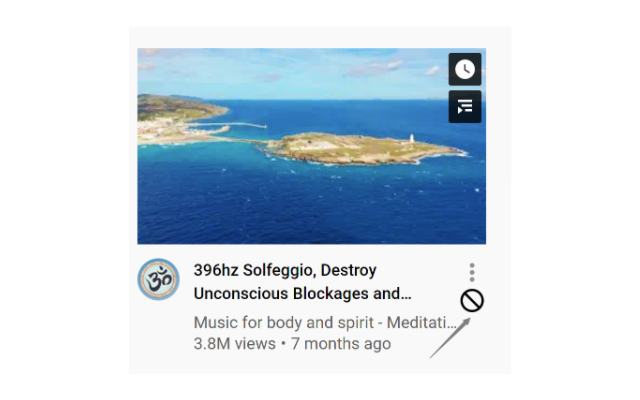 396hz Solfeggio, Destroy
Unconscious Blockages and...
Music for body and spirit - Meditati...
3.8M views • 7 months ago